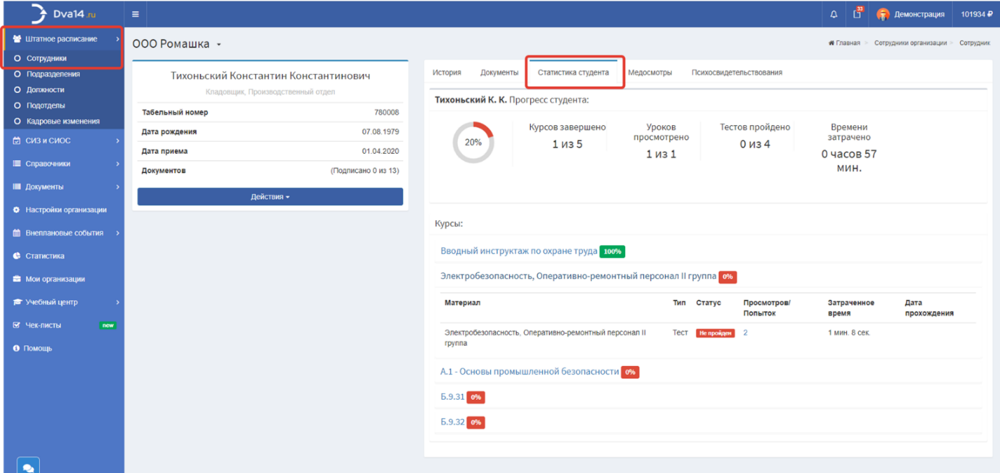 Dva14.ru
33
Демонстрация
101934 ₽
Штатное расписание
Сотрудники
Подразделения
Должности
Подотделы
Кадровые изменения
СИЗ и СИОС
Справочники
Документы
Настройки организации
Внеплановые события
Статистика
Мои организации
Учебный центр
Чек-листы new
Помощь
ООО Ромашка
Главная > Сотрудники организации > Сотрудник
Тихоньский Константин Константинович
Кладовщик, Производственный отдел
Табельный номер 780008
Дата рождения 07.08.1979
Дата приема 01.04.2020
Документов (Подписано 0 из 13)
Действия
История Документы Статистика студента Медосмотры Психосвидетельствования
Тихоньский К. К. Прогресс студента:
20%
Курсов завершено
1 из 5
Уроков
просмотрено
1 из 1
Тестов пройдено
0 из 4
Времени
затрачено
0 часов 57
мин.
Курсы:
Вводный инструктаж по охране труда 100%
Электробезопасность, Оперативно-ремонтный персонал II группа 0%
Материал Тип Статус Просмотров/ Затраченное Дата
Попыток время прохождения
Электробезопасность, Оперативно-ремонтный персонал II Тест Не пройден 2 1 мин. 8 сек.
группа
А.1 - Основы промышленной безопасности 0%
Б.9.31 0%
Б.9.32 0%